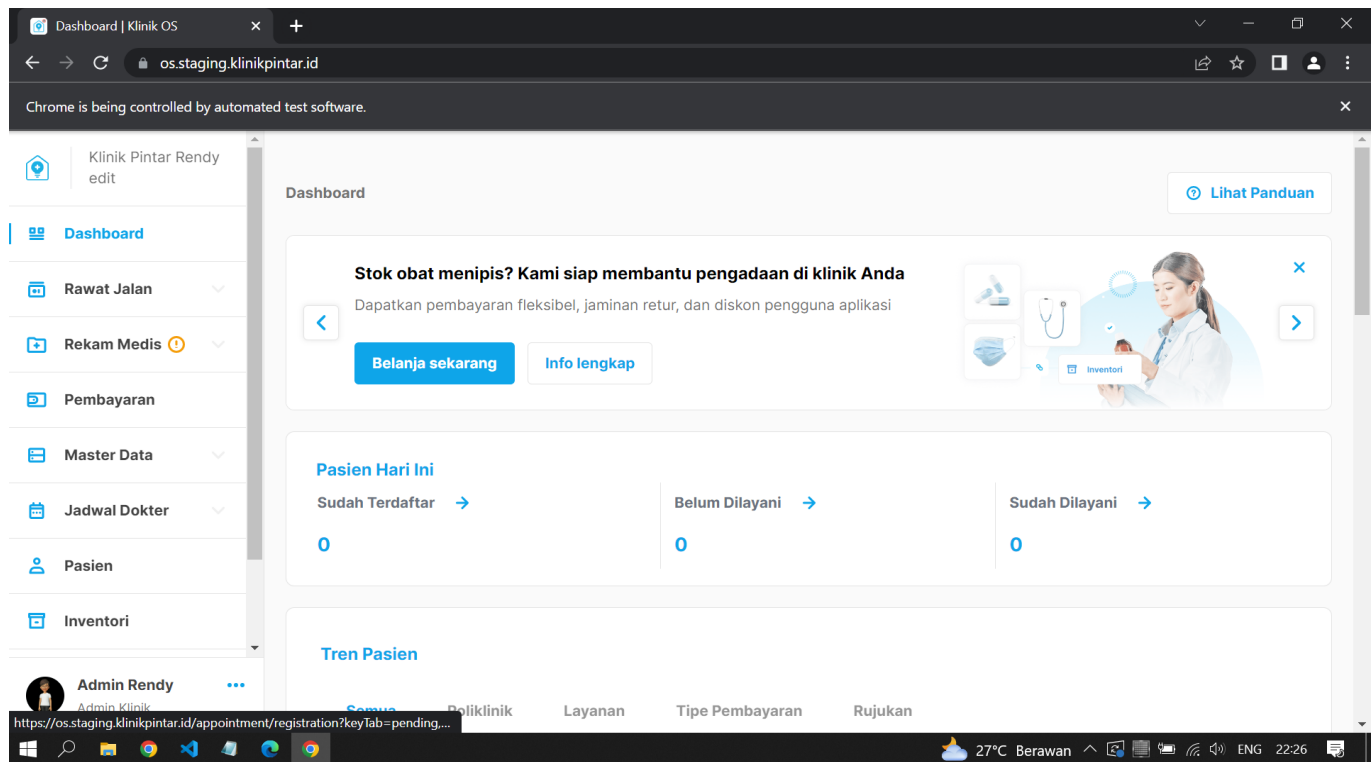 Dashboard | Klinik OS
os.staging.klinikpintar.id
Chrome is being controlled by automated test software.
Klinik Pintar Rendy
edit
Dashboard
Rawat Jalan
Rekam Medis
Pembayaran
Master Data
Jadwal Dokter
Pasien
Inventori
Admin Rendy
Admin Klinik
https://os.staging.klinikpintar.id/appointment/registration?keyTab=pending,...
Dashboard
Lihat Panduan
Stok obat menipis? Kami siap membantu pengadaan di klinik Anda
Dapatkan pembayaran fleksibel, jaminan retur, dan diskon pengguna aplikasi
Belanja sekarang
Info lengkap
Inventori
Pasien Hari Ini
Sudah Terdaftar
0
Belum Dilayani
0
Sudah Dilayani
0
Tren Pasien
Semua Poliklinik Layanan Tipe Pembayaran Rujukan
27°C Berawan ENG 22:26